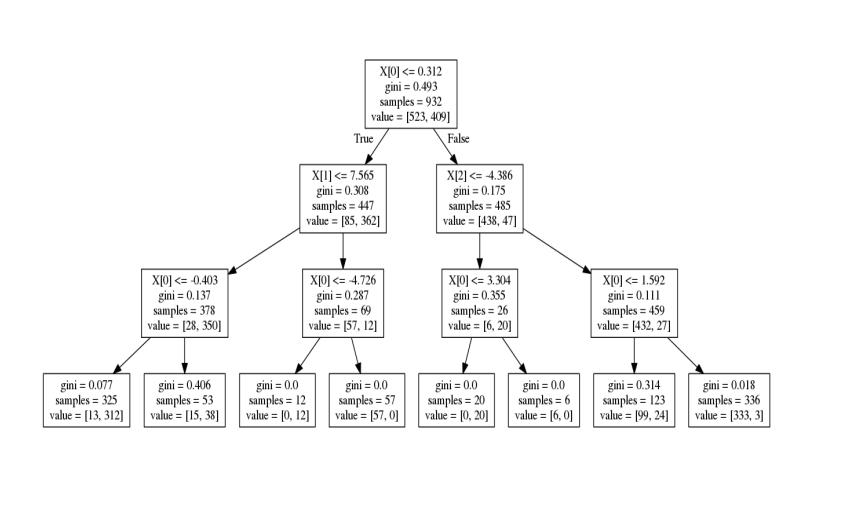 X[0] <= 0.312
gini = 0.493
samples = 932
value = [523, 409]
True
False
X[1] <= 7.565
gini = 0.308
samples = 447
value = [85, 362]
X[2] <= -4.386
gini = 0.175
samples = 485
value = [438, 47]
X[0] <= -0.403
gini = 0.137
samples = 378
value = [28, 350]
X[0] <= -4.726
gini = 0.287
samples = 69
value = [57, 12]
X[0] <= 3.304
gini = 0.355
samples = 26
value = [6, 20]
X[0] <= 1.592
gini = 0.111
samples = 459
value = [432, 27]
gini = 0.077
samples = 325
value = [13, 312]
gini = 0.406
samples = 53
value = [15, 38]
gini = 0.0
samples = 12
value = [0, 12]
gini = 0.0
samples = 57
value = [57, 0]
gini = 0.0
samples = 20
value = [0, 20]
gini = 0.0
samples = 6
value = [6, 0]
gini = 0.314
samples = 123
value = [99, 24]
gini = 0.018
samples = 336
value = [333, 3]